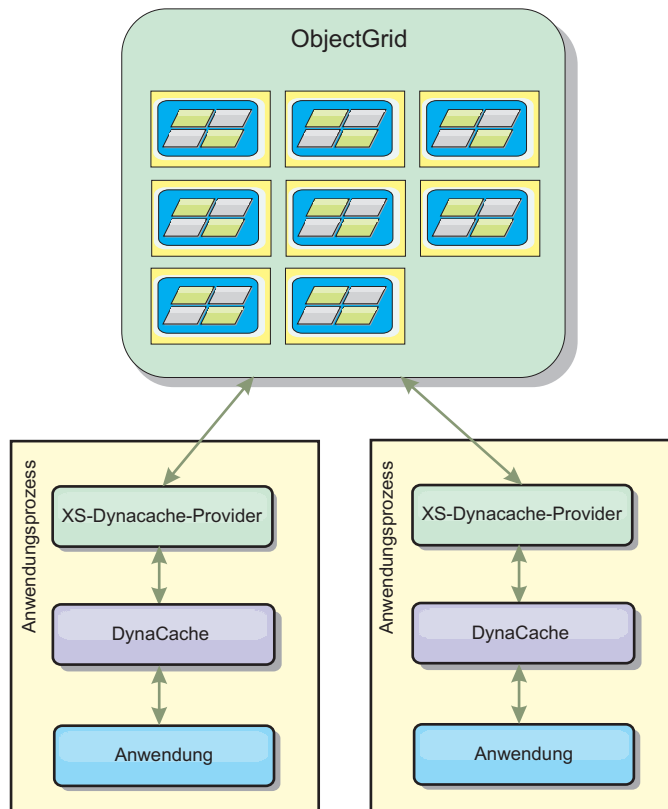 ObjectGrid
Anwendungsprozess
XS-Dynacache-Provider
DynaCache
Anwendung
Anwendungsprozess
XS-Dynacache-Provider
DynaCache
Anwendung